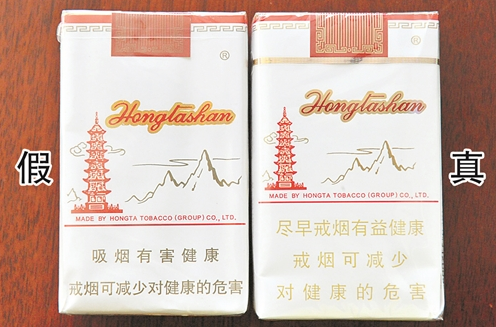 Hongtashan
®
MADE BY HONGTA TOBACCO (GROUP) CO., LTD.
吸烟有害健康
戒烟可减少对健康的危害
假
Hongtashan
®
MADE BY HONGTA TOBACCO (GROUP) CO., LTD.
尽早戒烟有益健康
戒烟可减少
对健康的危害
真